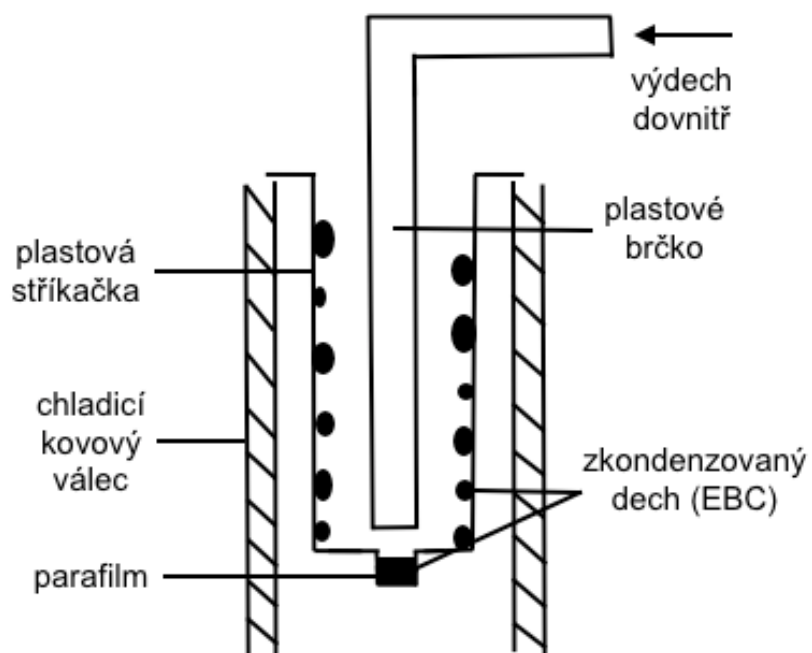 výdech
dovnitř
plastové
brčko
plastová
stříkačka
chladicí
kovový
válec
zkondenzovaný
dech (EBC)
parafilm